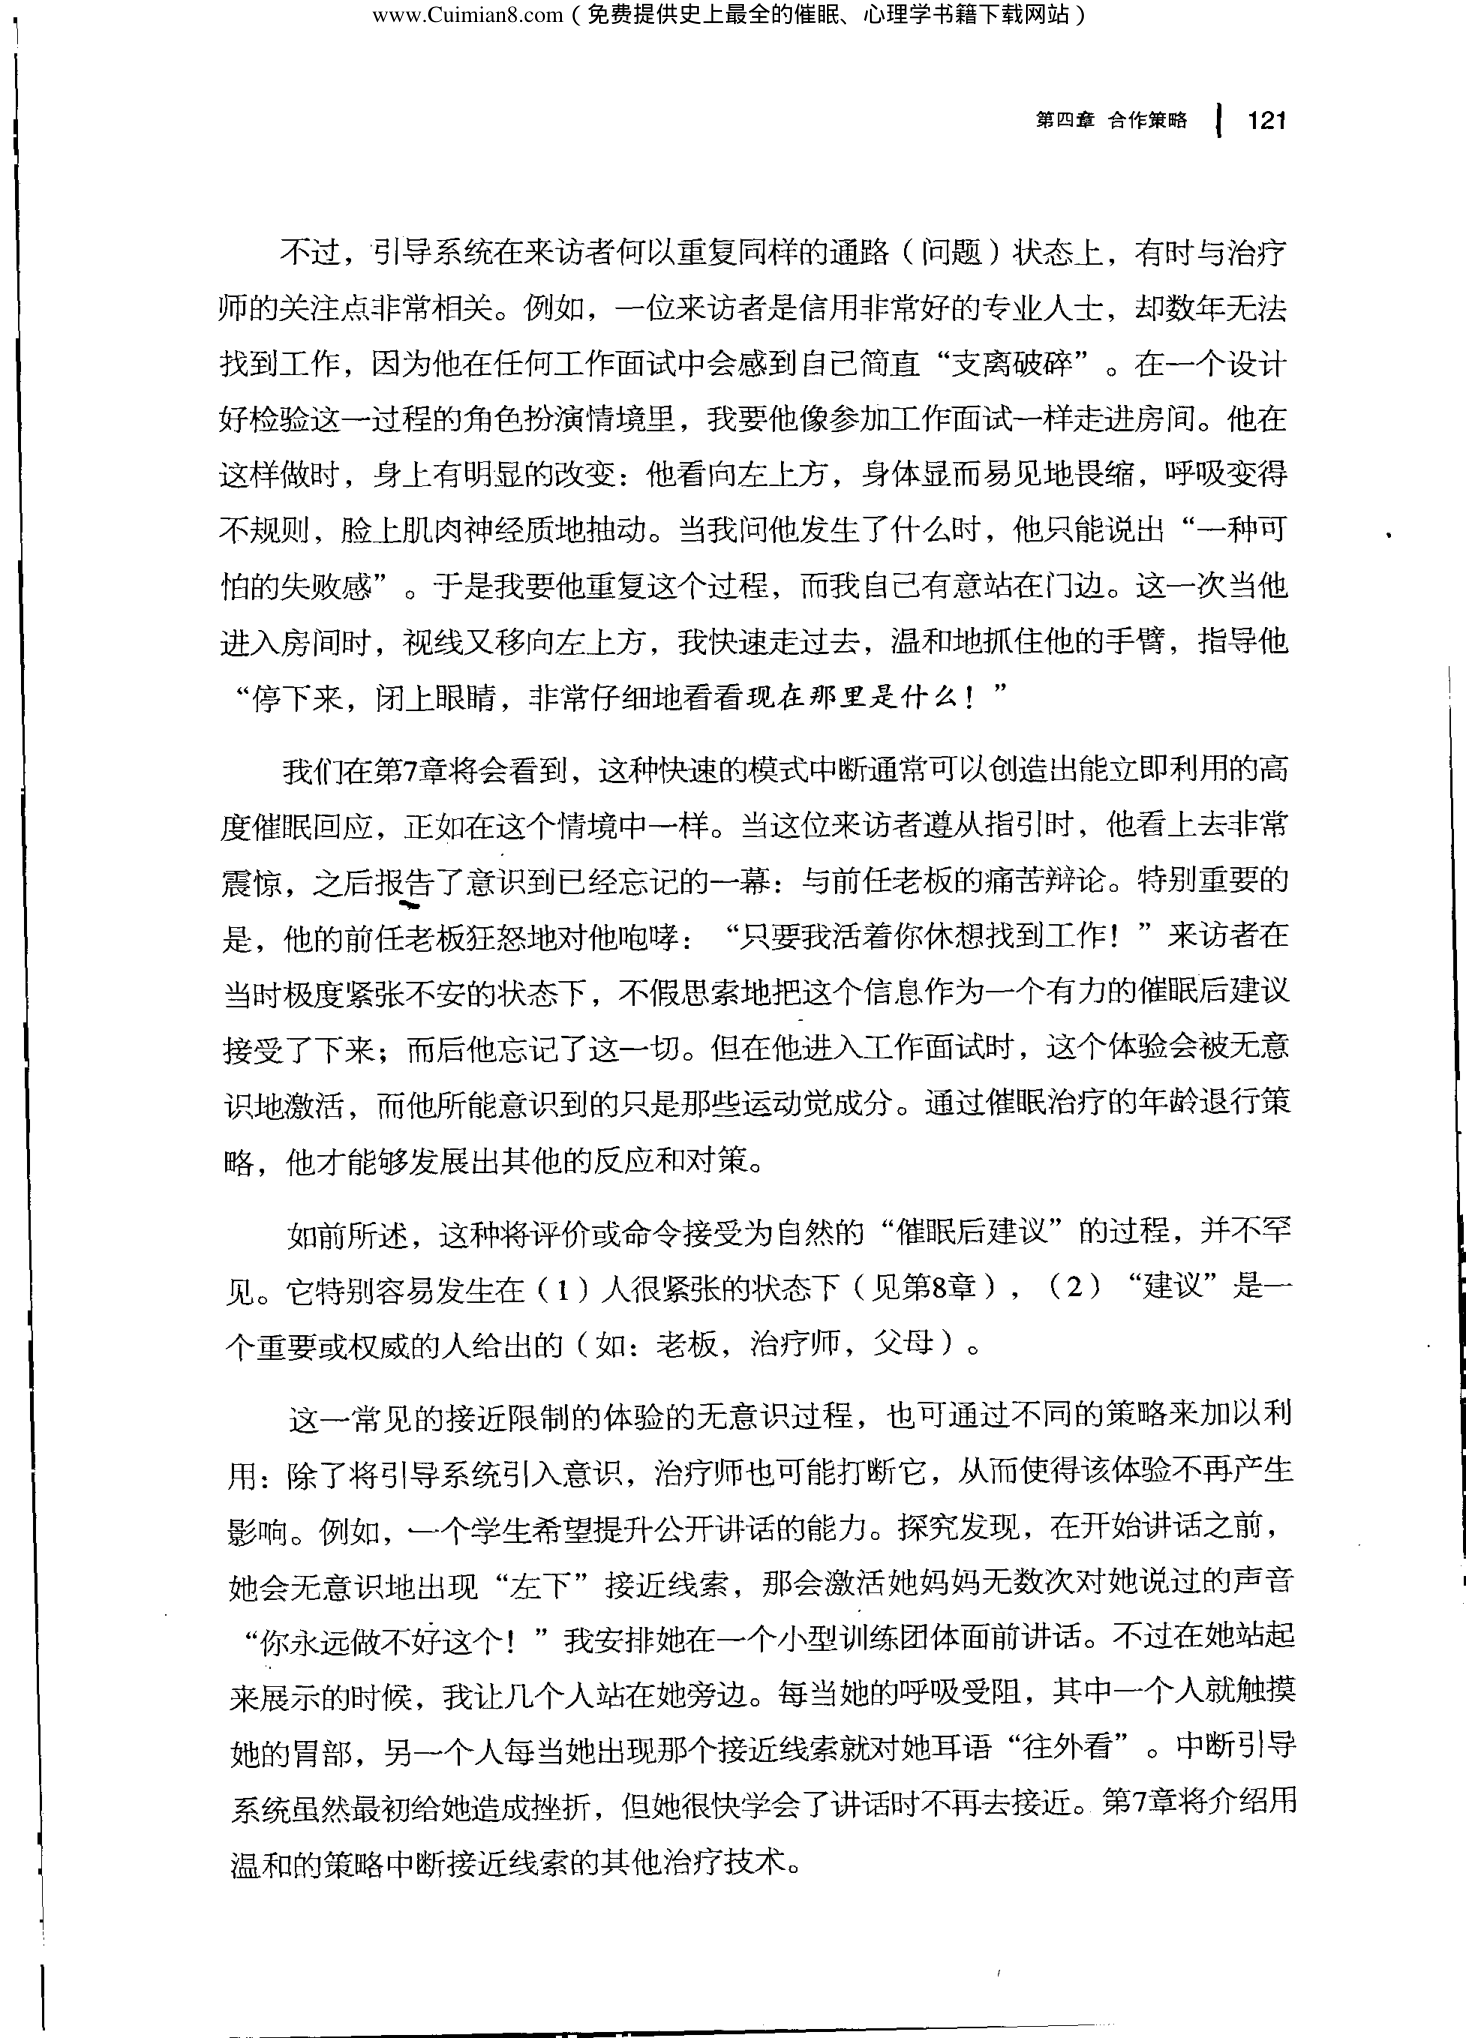 www.Cuimian8.com（免费提供史上最全的催眠、心理学书籍下载网站）
第四章 合作策略 121
不过，引导系统在来访者何以重复同样的通路（问题）状态上，有时与治疗
师的关注点非常相关。例如，一位来访者是信用非常好的专业人士，却数年无法
找到工作，因为他在任何工作面试中会感到自己简直“支离破碎”。在一个设计
好检验这一过程的角色扮演情境里，我要他像参加工作面试一样走进房间。他在
这样做时，身上有明显的改变：他看向左上方，身体显而易见地畏缩，呼吸变得
不规则，脸上肌肉神经质地抽动。当我问他发生了什么时，他只能说出“一种可
怕的失败感”。于是我要他重复这个过程，而我自己有意站在门边。这一次当他
进入房间时，视线又移向左上方，我快速走过去，温和地抓住他的手臂，指导他
“停下来，闭上眼睛，非常仔细地看看现在那里是什么！”
我们在第7章将会看到，这种快速的模式中断通常可以创造出能立即利用的高
度催眠回应，正如在这个情境中一样。当这位来访者遵从指引时，他看上去非常
震惊，之后报告了意识到已经忘记的一幕：与前任老板的痛苦辩论。特别重要的
是，他的前任老板狂怒地对他咆哮：“只要我活着你休想找到工作！”来访者在
当时极度紧张不安的状态下，不假思索地把这个信息作为一个有力的催眠后建议
接受了下来；而后他忘记了这一切。但在他进入工作面试时，这个体验会被无意
识地激活，而他所能意识到的只是那些运动觉成分。通过催眠治疗的年龄退行策
略，他才能够发展出其他的反应和对策。
如前所述，这种将评价或命令接受为自然的“催眠后建议”的过程，并不罕
见。它特别容易发生在（1）人很紧张的状态下（见第8章），（2）“建议”是一
个重要或权威的人给出的（如：老板，治疗师，父母）。
这一常见的接近限制的体验的无意识过程，也可通过不同的策略来加以利
用：除了将引导系统引入意识，治疗师也可能打断它，从而使得该体验不再产生
影响。例如，一个学生希望提升公开讲话的能力。探究发现，在开始讲话之前，
她会无意识地出现“左下”接近线索，那会激活她妈妈无数次对她说过的声音
“你永远做不好这个！”我安排她在一个小型训练团体面前讲话。不过在她站起
来展示的时候，我让几个人站在她旁边。每当她的呼吸受阻，其中一个人就触摸
她的胃部，另一个人每当她出现那个接近线索就对她耳语“往外看”。中断引导
系统虽然最初给她造成挫折，但她很快学会了讲话时不再去接近。第7章将介绍用
温和的策略中断接近线索的其他治疗技术。